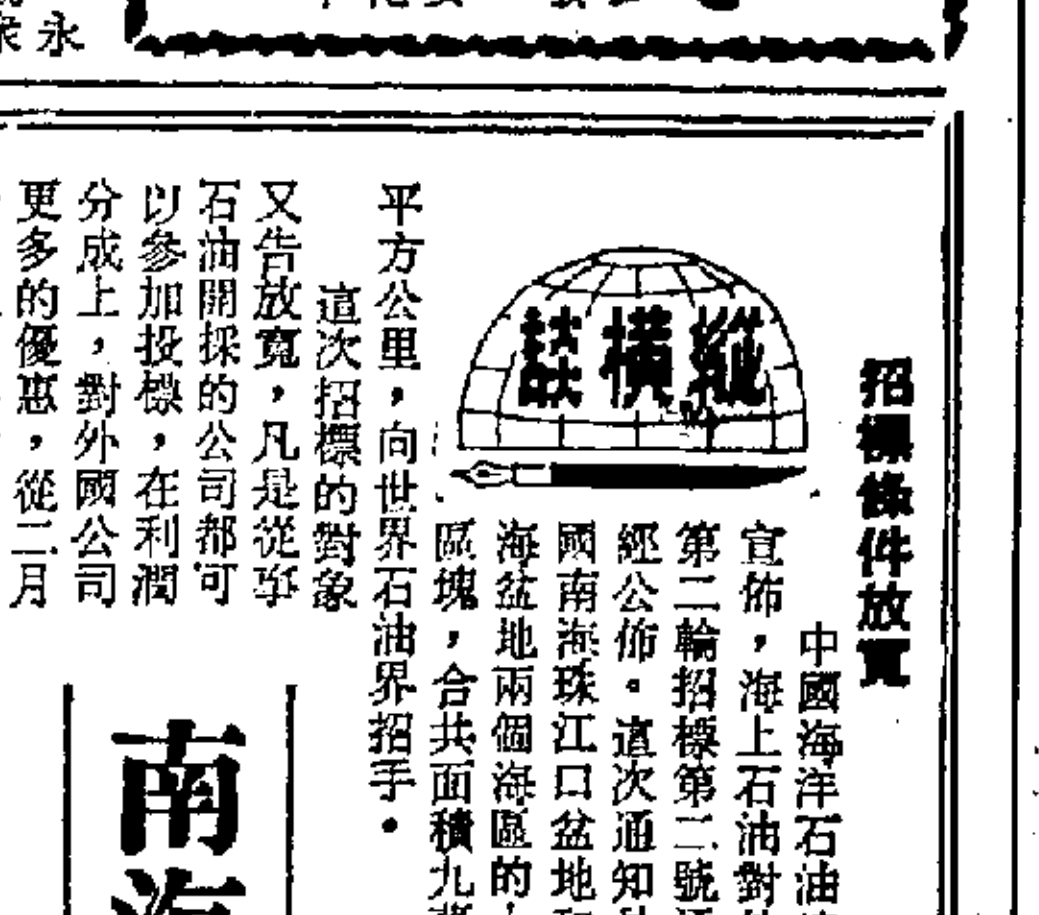 永
縱橫談
招標條件放寬
中國海洋石油
宣佈，海上石油對
第二輪招標第二號
經公佈。這次通知
國南海珠江口盆地
海盆地兩個海區的
區塊，合共面積九
平方公里，向世界石油界招手。
這次招標的對象
又告放寬，凡是從事
石油開採的公司都可
以參加投標，在利潤
分成上，對外國公司
更多的優惠，從二月
南海